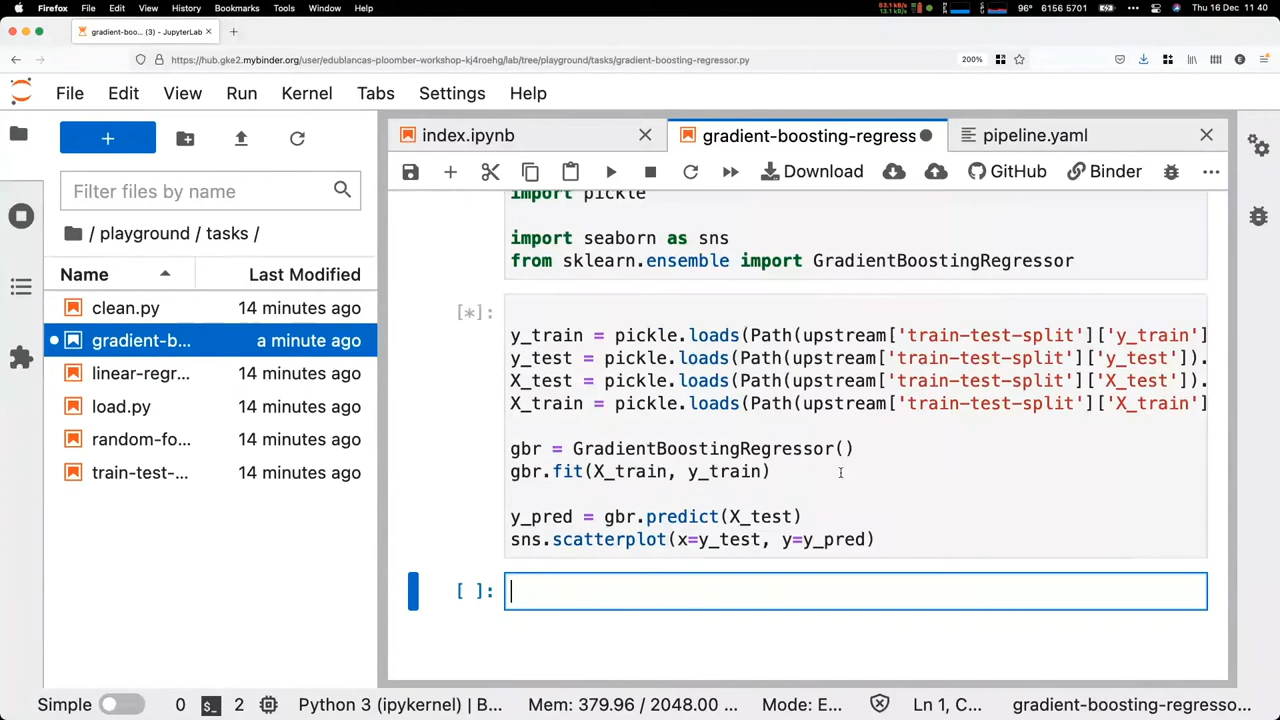 Firefox File Edit View History Bookmarks Tools Window Help
96° 6156 5701 Thu 16 Dec 11 40
gradient-boo… (3) - JupyterLab
https://hub.gke2.mybinder.org/user/edublancas-ploomber-workshop-kj4roehg/lab/tree/playground/tasks/gradient-boosting-regressor.py
200%
File Edit View Run Kernel Tabs Settings Help
index.ipynb
gradient-boosting-regress
pipeline.yaml
Download GitHub Binder
Filter files by name
/ playground / tasks /
Name Last Modified
clean.py 14 minutes ago
gradient-b... a minute ago
linear-regr... 14 minutes ago
load.py 14 minutes ago
random-fo... 14 minutes ago
train-test-... 14 minutes ago
import pickle
import seaborn as sns
from sklearn.ensemble import GradientBoostingRegressor
[*]:
y_train = pickle.loads(Path(upstream['train-test-split']['y_train']
y_test = pickle.loads(Path(upstream['train-test-split']['y_test']).
X_test = pickle.loads(Path(upstream['train-test-split']['X_test']).
X_train = pickle.loads(Path(upstream['train-test-split']['X_train']
gbr = GradientBoostingRegressor()
gbr.fit(X_train, y_train)
y_pred = gbr.predict(X_test)
sns.scatterplot(x=y_test, y=y_pred)
[ ]:
Simple 0 2 Python 3 (ipykernel) | B... Mem: 379.96 / 2048.00 ... Mode: E... Ln 1, C... gradient-boosting-regresso...